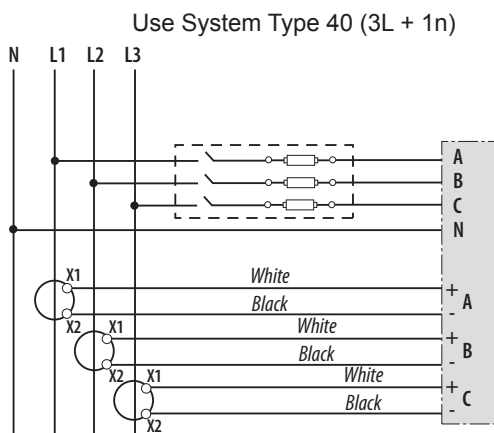 Use System Type 40 (3L + 1n)
N L1 L2 L3
A
B
C
N
X1 White +
A
X2 Black -
X1 White +
B
X2 Black -
X1 White +
C
X2 Black -